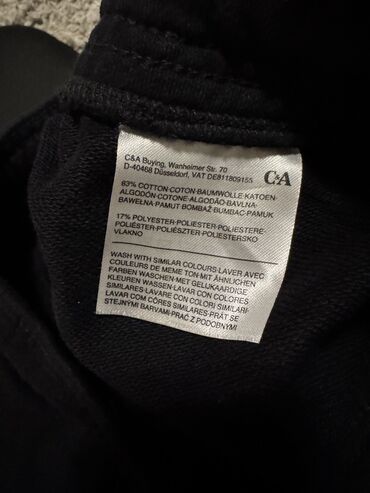 C&A Buying, Wanheimer Str. 70
D-40468 Düsseldorf, VAT DE811809155
C&A
83% COTTON-COTON-BAUMWOLLE-KATOEN-
ALGODÓN-COTONE-ALGODÃO-BAVLNA-
BAWEŁNA-PAMUT-BOMBAŽ-BUMBAC-PAMUK
17% POLYESTER-POLIESTER-POLIESTERE-
POLIÉSTER-POLIÉSZTER-POLIESTERSKO
VLAKNO
WASH WITH SIMILAR COLOURS-LAVER AVEC
COULEURS DE MEME TON-MIT ÄHNLICHEN
FARBEN WASCHEN-MET GELIJKAARDIGE
KLEUREN WASSEN-LAVAR CON COLORES
SIMILARES-LAVARE CON COLORI SIMILARI-
LAVAR COM CÔRES SIMILARES-PRÁT SE
STEJNÝMI BARVAMI-PRAĆ Z PODOBNYMI